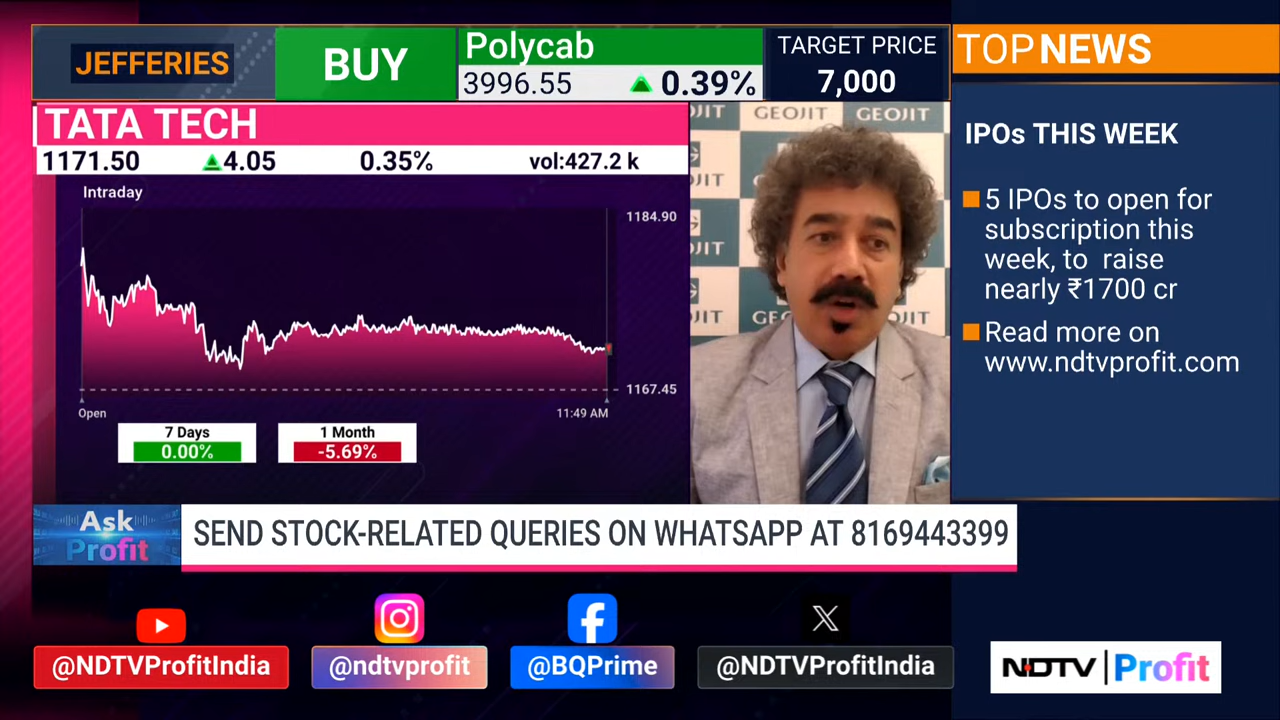 JEFFERIES
BUY
Polycab
3996.55 0.39%
TARGET PRICE
7,000
TOP NEWS
TATA TECH
1171.50 4.05 0.35% vol:427.2 k
Intraday
1184.90
1167.45
Open 11:49 AM
7 Days
0.00%
1 Month
-5.69%
GEOJIT GEOJIT
GEOJIT
IPOs THIS WEEK
5 IPOs to open for
subscription this
week, to raise
nearly ₹1700 cr
Read more on
www.ndtvprofit.com
Ask
Profit
SEND STOCK-RELATED QUERIES ON WHATSAPP AT 8169443399
@NDTVProfitIndia
@ndtvprofit
@BQPrime
@NDTVProfitIndia
NDTV Profit